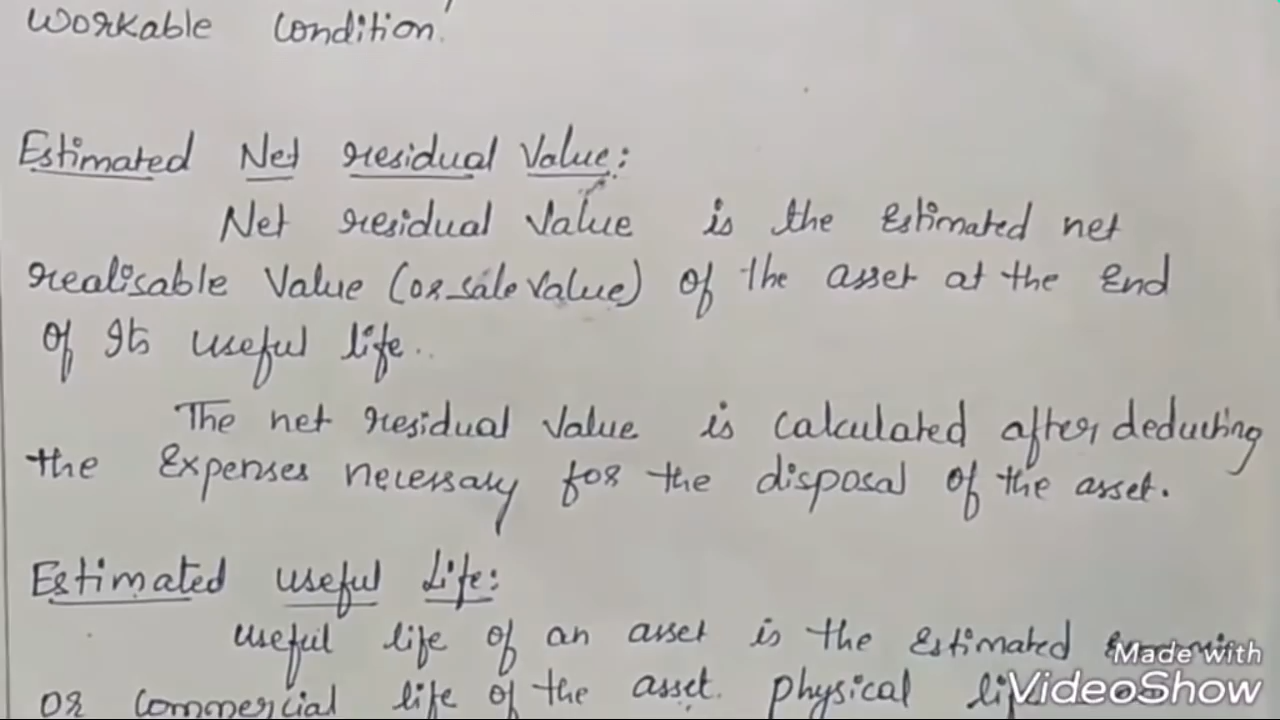 Workable Condition.
Estimated Net residual Value:
Net residual Value is the Estimated net
realisable Value (or sale Value) of the asset at the End
of Its useful life..
The net residual Value is Calculated after deducting
the Expenses necessary for the disposal of the asset.
Estimated useful Life:
useful life of an asset is the Estimated
or commercial life of the asset. physical
Made with
VideoShow